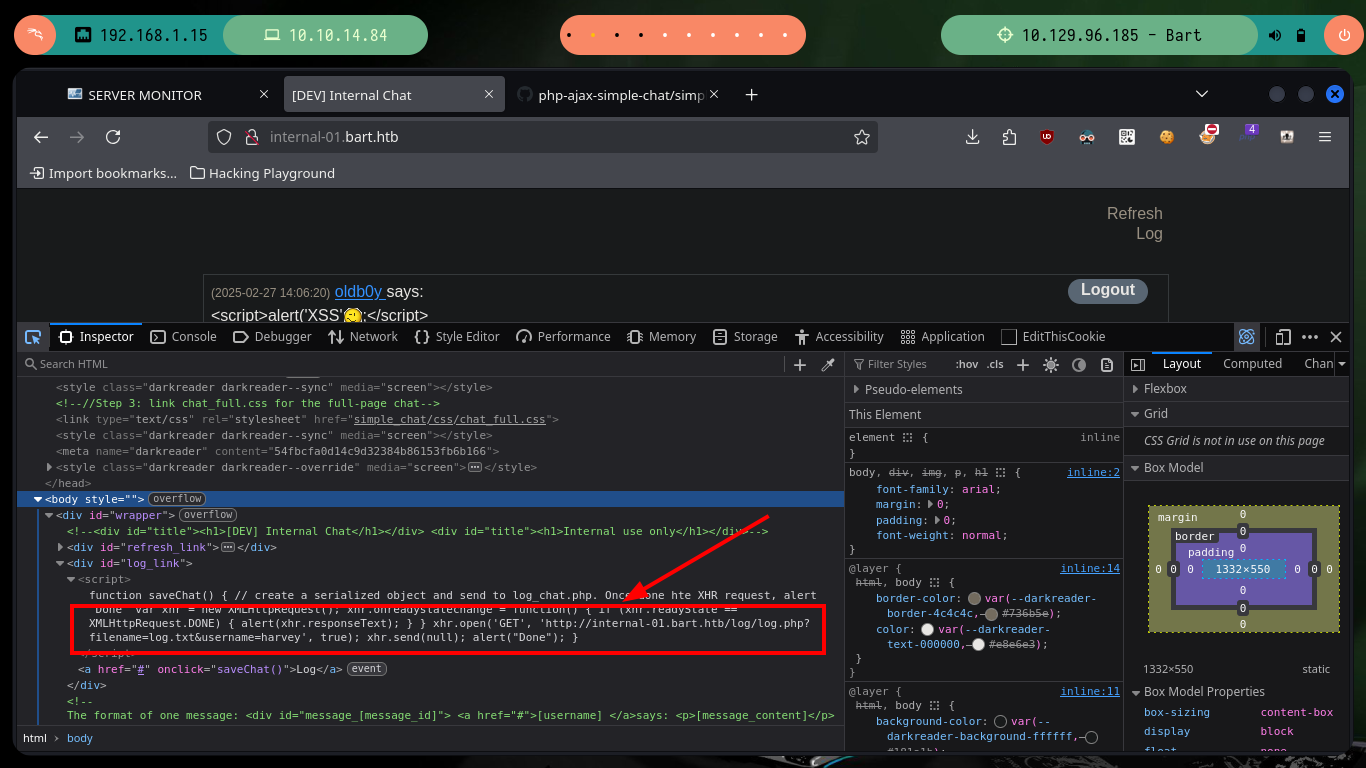 192.168.1.15
10.10.14.84
10.129.96.185 - Bart
SERVER MONITOR
[DEV] Internal Chat
php-ajax-simple-chat/simp
internal-01.bart.htb
4
Import bookmarks...
Hacking Playground
Refresh
Log
(2025-02-27 14:06:20) oldb0y says:
Logout
<script>alert('XSS';</script>
Inspector
Console
Debugger
Network
Style Editor
Performance
Memory
Storage
Accessibility
Application
EditThisCookie
Search HTML
<style class="darkreader darkreader--sync" media="screen"></style>
<!--//Step 3: link chat_full.css for the full-page chat-->
<link type="text/css" rel="stylesheet" href="simple_chat/css/chat_full.css">
<style class="darkreader darkreader--sync" media="screen"></style>
<meta name="darkreader" content="54fbcfa0d14c9d32384b86153fb6b166">
<style class="darkreader darkreader--override" media="screen"></style>
</head>
<body style=""> overflow
<div id="wrapper"> overflow
<!--<div id="title"><h1>[DEV] Internal Chat</h1></div> <div id="title"><h1>Internal use only</h1></div>-->
<div id="refresh_link"></div>
<div id="log_link">
<script>
function saveChat() { // create a serialized object and send to log_chat.php. Once done hte XHR request, alert
"Done" var xhr = new XMLHttpRequest(); xhr.onreadystatechange = function() { if (xhr.readyState ==
XMLHttpRequest.DONE) { alert(xhr.responseText); } } xhr.open('GET', 'http://internal-01.bart.htb/log/log.php?
filename=log.txt&username=harvey', true); xhr.send(null); alert("Done"); }
</script>
<a href="#" onclick="saveChat()">Log</a> event
</div>
<!--
The format of one message: <div id="message_[message_id]"> <a href="#">[username] </a>says: <p>[message_content]</p>
html > body
Filter Styles
:hov .cls
Pseudo-elements
This Element
element { inline
}
body, div, img, p, h1 { inline:2
font-family: arial;
margin: 0;
padding: 0;
font-weight: normal;
}
@layer { inline:14
html, body {
border-color: var(--darkreader-
border-4c4c4c, #736b5e);
color: var(--darkreader-
text-000000, #e8e6e3);
}
}
@layer { inline:11
html, body {
background-color: var(--
darkreader-background-ffffff,
Layout
Computed
Chan
Flexbox
Grid
CSS Grid is not in use on this page
Box Model
margin 0
border 0
padding 0
0 0 0 1332×550 0 0 0
0
0
0
1332×550 static
Box Model Properties
box-sizing content-box
display block
float none